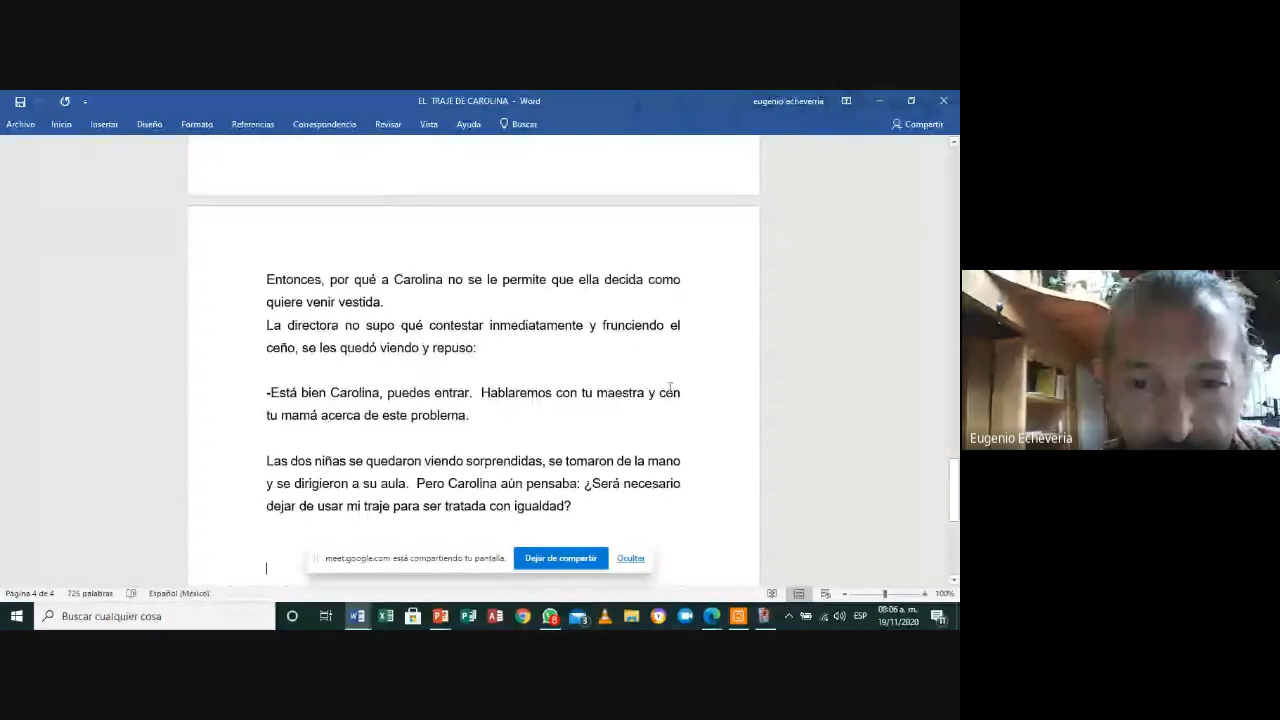 EL TRAJE DE CAROLINA - Word
eugenio echeverria
Archivo Inicio Insertar Diseño Formato Referencias Correspondencia Revisar Vista Ayuda Buscar Compartir
Entonces, por qué a Carolina no se le permite que ella decida como
quiere venir vestida.
La directora no supo qué contestar inmediatamente y frunciendo el
ceño, se les quedó viendo y repuso:
-Está bien Carolina, puedes entrar. Hablaremos con tu maestra y con
tu mamá acerca de este problema.
Las dos niñas se quedaron viendo sorprendidas, se tomaron de la mano
y se dirigieron a su aula. Pero Carolina aún pensaba: ¿Será necesario
dejar de usar mi traje para ser tratada con igualdad?
meet.google.com está compartiendo tu pantalla. Dejar de compartir Ocultar
Página 4 de 4 725 palabras Español (México) 100%
Buscar cualquier cosa
8
3
ESP
08:06 a. m.
19/11/2020
Eugenio Echeveria